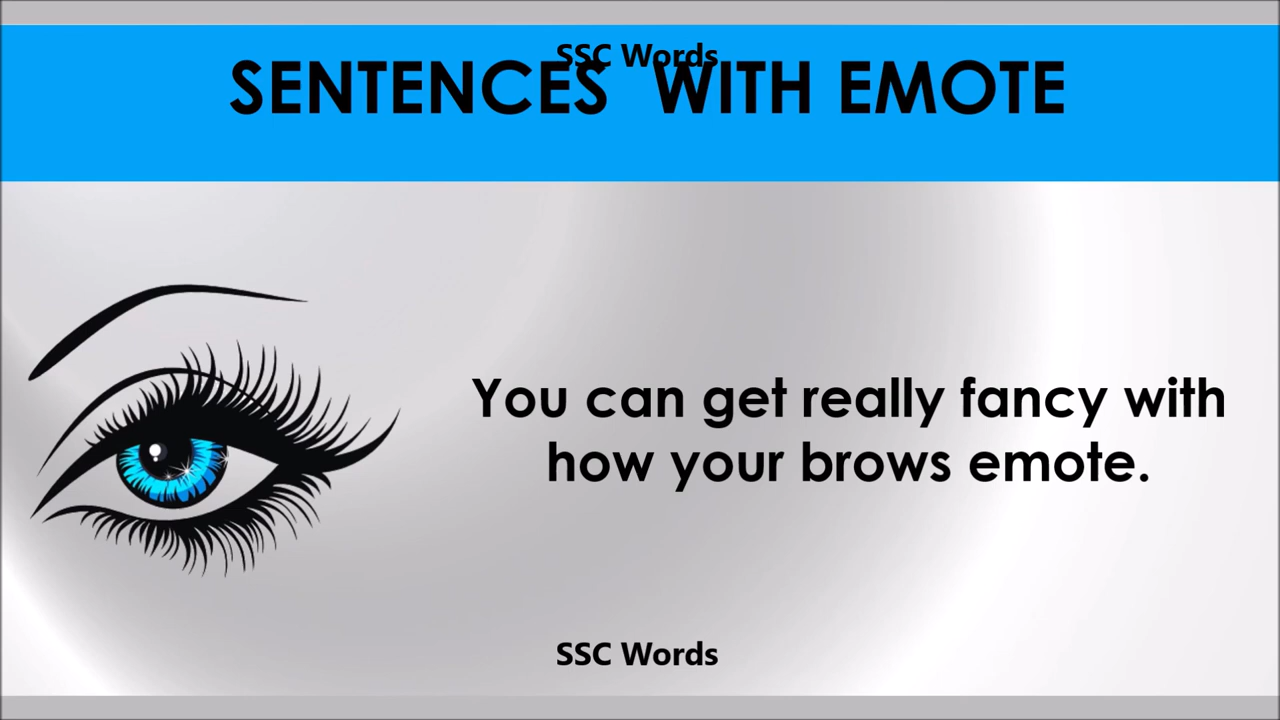 SSC Words
SENTENCES WITH EMOTE
You can get really fancy with
how your brows emote.
SSC Words